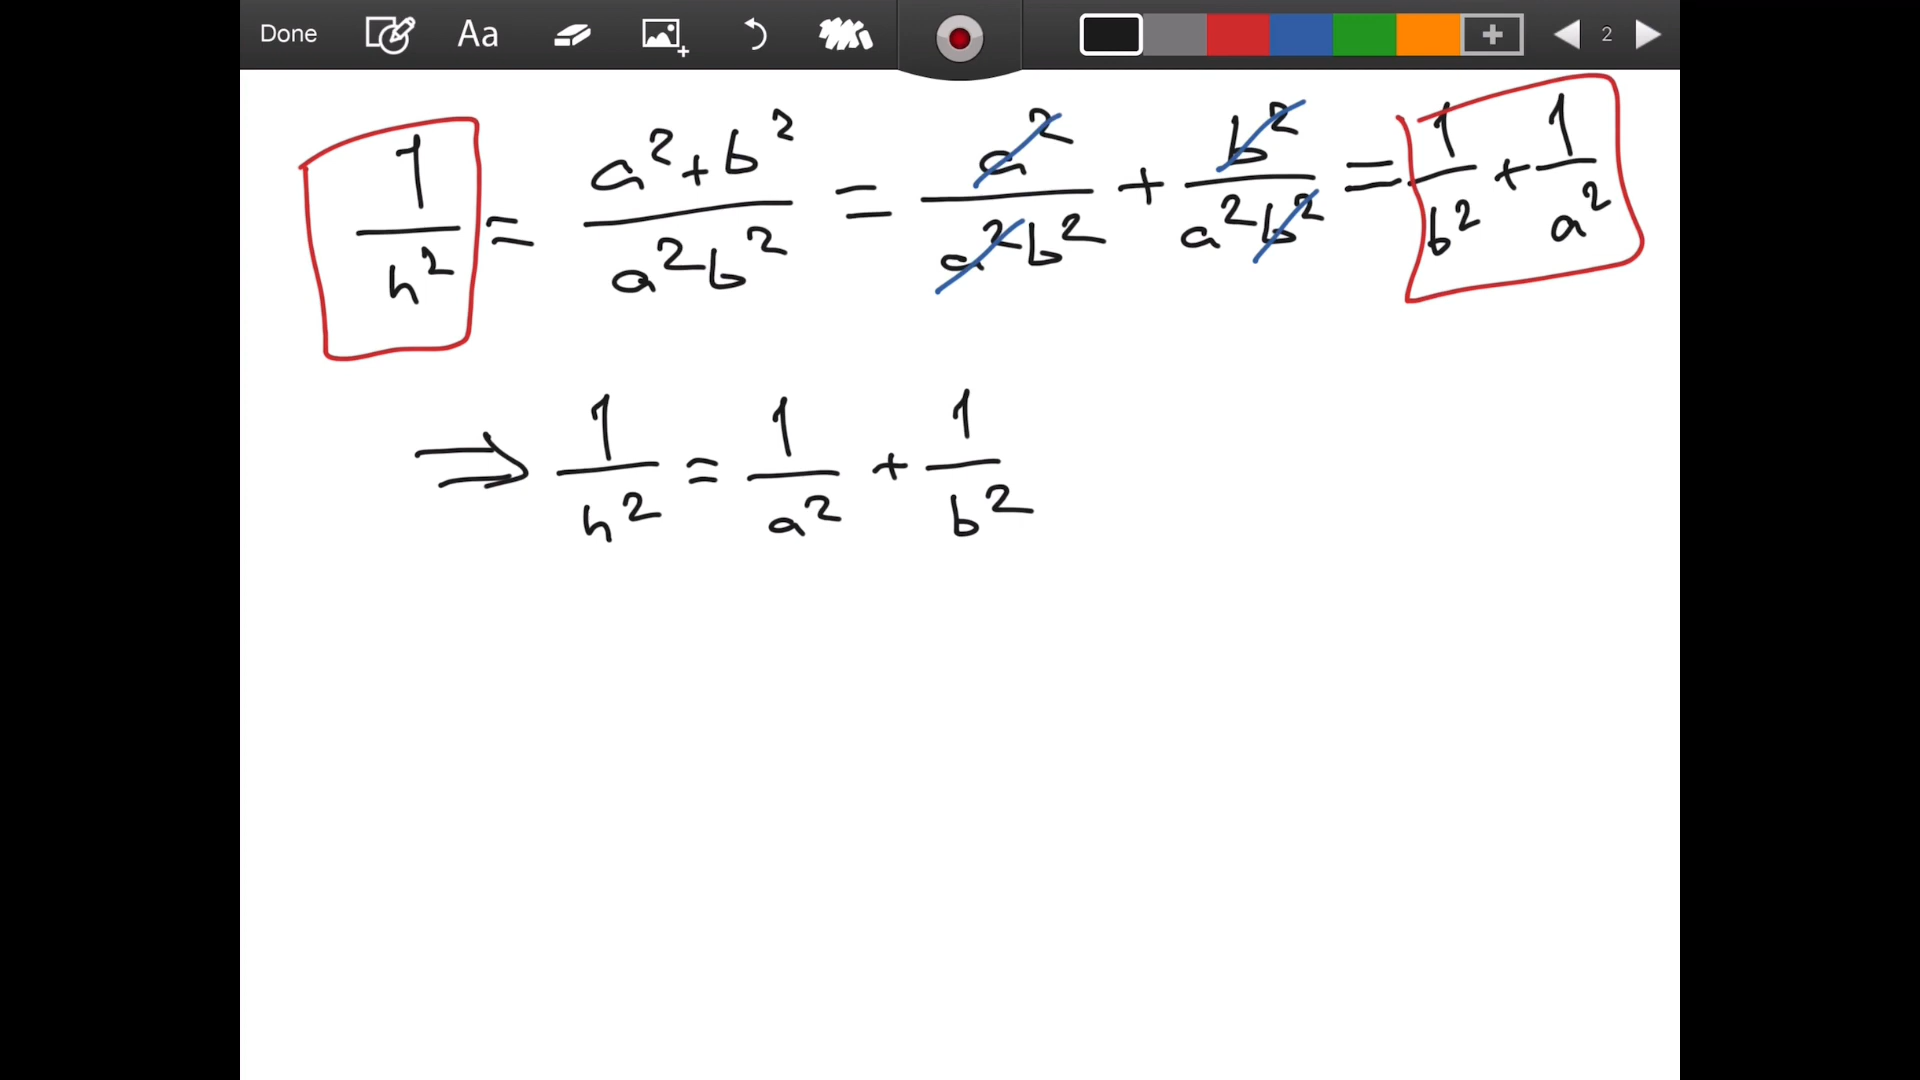 Done Aa 2
1/h² = (a²+b²)/(a²b²) = a²/(a²b²) + b²/(a²b²) = 1/b² + 1/a²
⇒ 1/h² = 1/a² + 1/b²